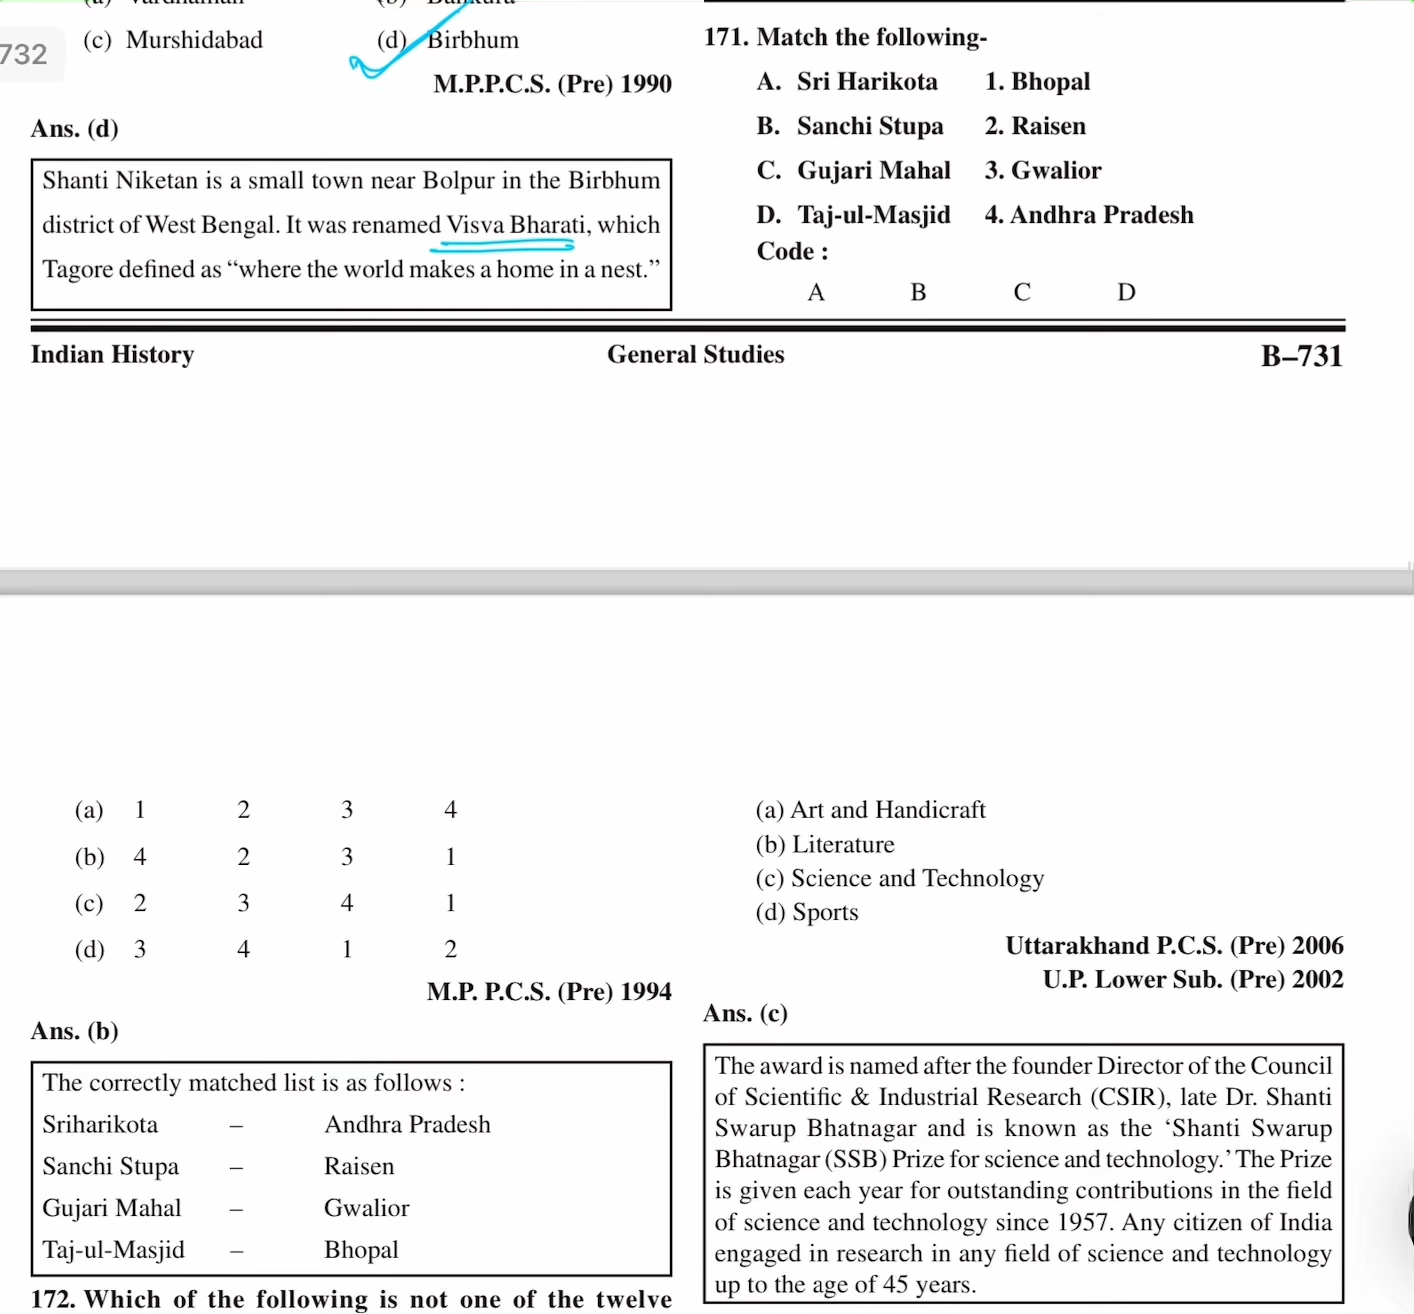 732
(c) Murshidabad (d) Birbhum
M.P.P.C.S. (Pre) 1990
Ans. (d)
Shanti Niketan is a small town near Bolpur in the Birbhum
district of West Bengal. It was renamed Visva Bharati, which
Tagore defined as “where the world makes a home in a nest.”
171. Match the following-
A. Sri Harikota 1. Bhopal
B. Sanchi Stupa 2. Raisen
C. Gujari Mahal 3. Gwalior
D. Taj-ul-Masjid 4. Andhra Pradesh
Code :
A B C D
Indian History General Studies B–731
(a) 1 2 3 4
(b) 4 2 3 1
(c) 2 3 4 1
(d) 3 4 1 2
M.P. P.C.S. (Pre) 1994
Ans. (b)
The correctly matched list is as follows :
Sriharikota – Andhra Pradesh
Sanchi Stupa – Raisen
Gujari Mahal – Gwalior
Taj-ul-Masjid – Bhopal
172. Which of the following is not one of the twelve
(a) Art and Handicraft
(b) Literature
(c) Science and Technology
(d) Sports
Uttarakhand P.C.S. (Pre) 2006
U.P. Lower Sub. (Pre) 2002
Ans. (c)
The award is named after the founder Director of the Council
of Scientific & Industrial Research (CSIR), late Dr. Shanti
Swarup Bhatnagar and is known as the ‘Shanti Swarup
Bhatnagar (SSB) Prize for science and technology.’ The Prize
is given each year for outstanding contributions in the field
of science and technology since 1957. Any citizen of India
engaged in research in any field of science and technology
up to the age of 45 years.